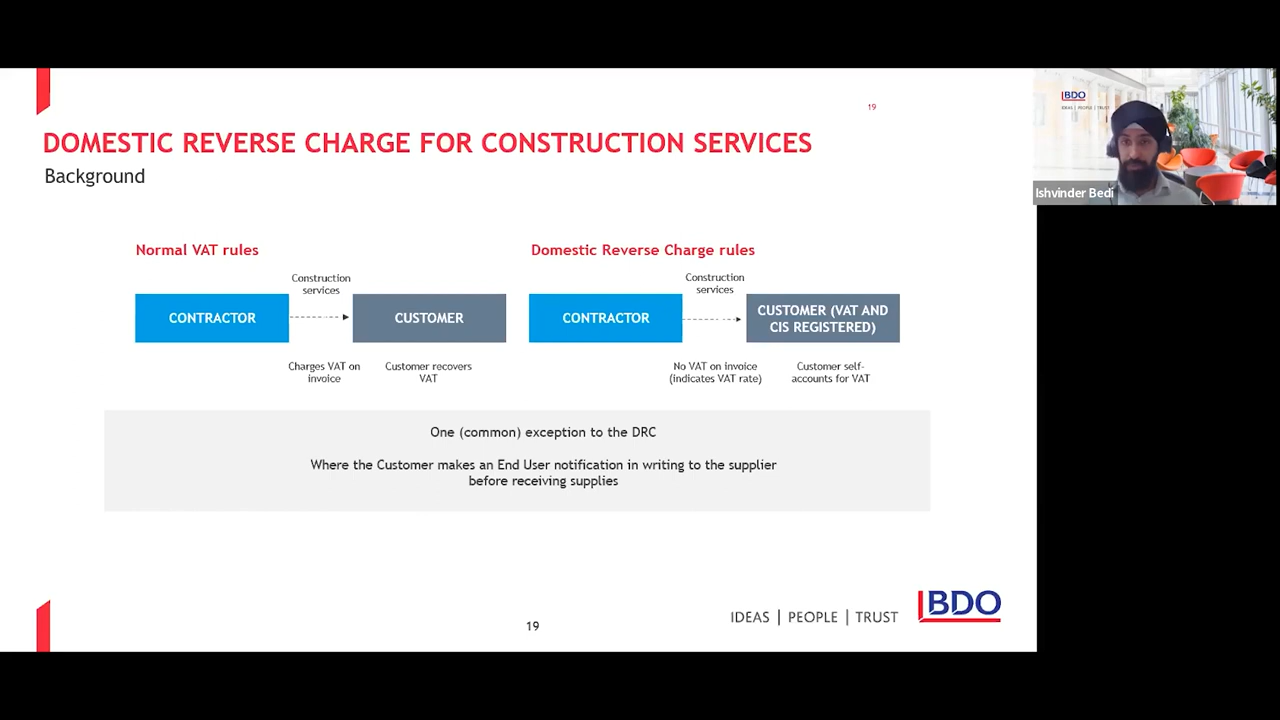 19
DOMESTIC REVERSE CHARGE FOR CONSTRUCTION SERVICES
Background
Normal VAT rules
Construction
services
CONTRACTOR
CUSTOMER
Charges VAT on
invoice
Customer recovers
VAT
Domestic Reverse Charge rules
Construction
services
CONTRACTOR
CUSTOMER (VAT AND
CIS REGISTERED)
No VAT on invoice
(indicates VAT rate)
Customer self-
accounts for VAT
One (common) exception to the DRC
Where the Customer makes an End User notification in writing to the supplier
before receiving supplies
19
IDEAS | PEOPLE | TRUST
BDO
BDO
IDEAS | PEOPLE | TRUST
Ishvinder Bedi